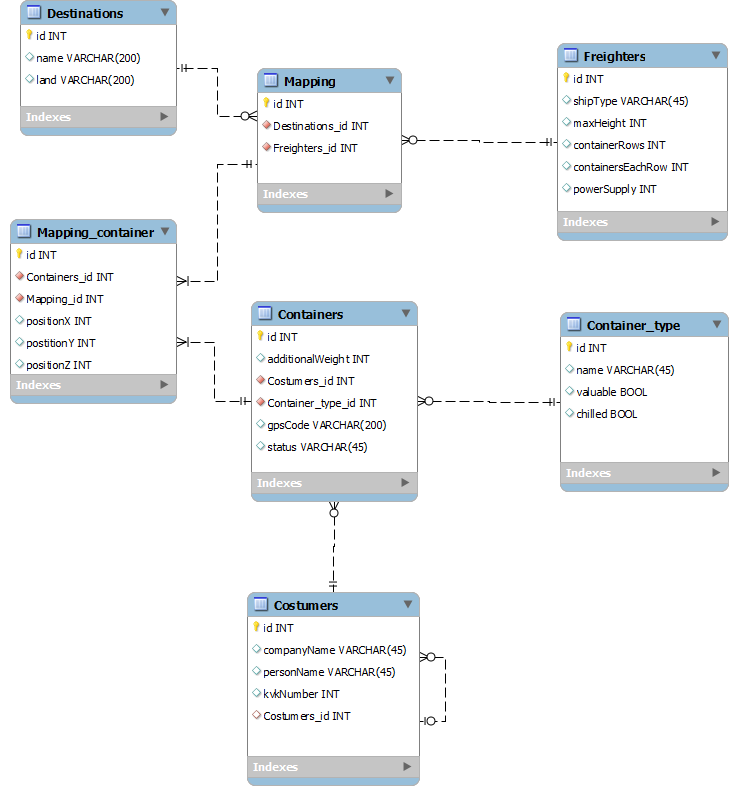 Destinations
id INT
name VARCHAR(200)
land VARCHAR(200)
Indexes
Mapping
id INT
Destinations_id INT
Freighters_id INT
Indexes
Freighters
id INT
shipType VARCHAR(45)
maxHeight INT
containerRows INT
containersEachRow INT
powerSupply INT
Indexes
Mapping_container
id INT
Containers_id INT
Mapping_id INT
positionX INT
postitionY INT
positionZ INT
Indexes
Containers
id INT
additionalWeight INT
Costumers_id INT
Container_type_id INT
gpsCode VARCHAR(200)
status VARCHAR(45)
Indexes
Container_type
id INT
name VARCHAR(45)
valuable BOOL
chilled BOOL
Indexes
Costumers
id INT
companyName VARCHAR(45)
personName VARCHAR(45)
kvkNumber INT
Costumers_id INT
Indexes